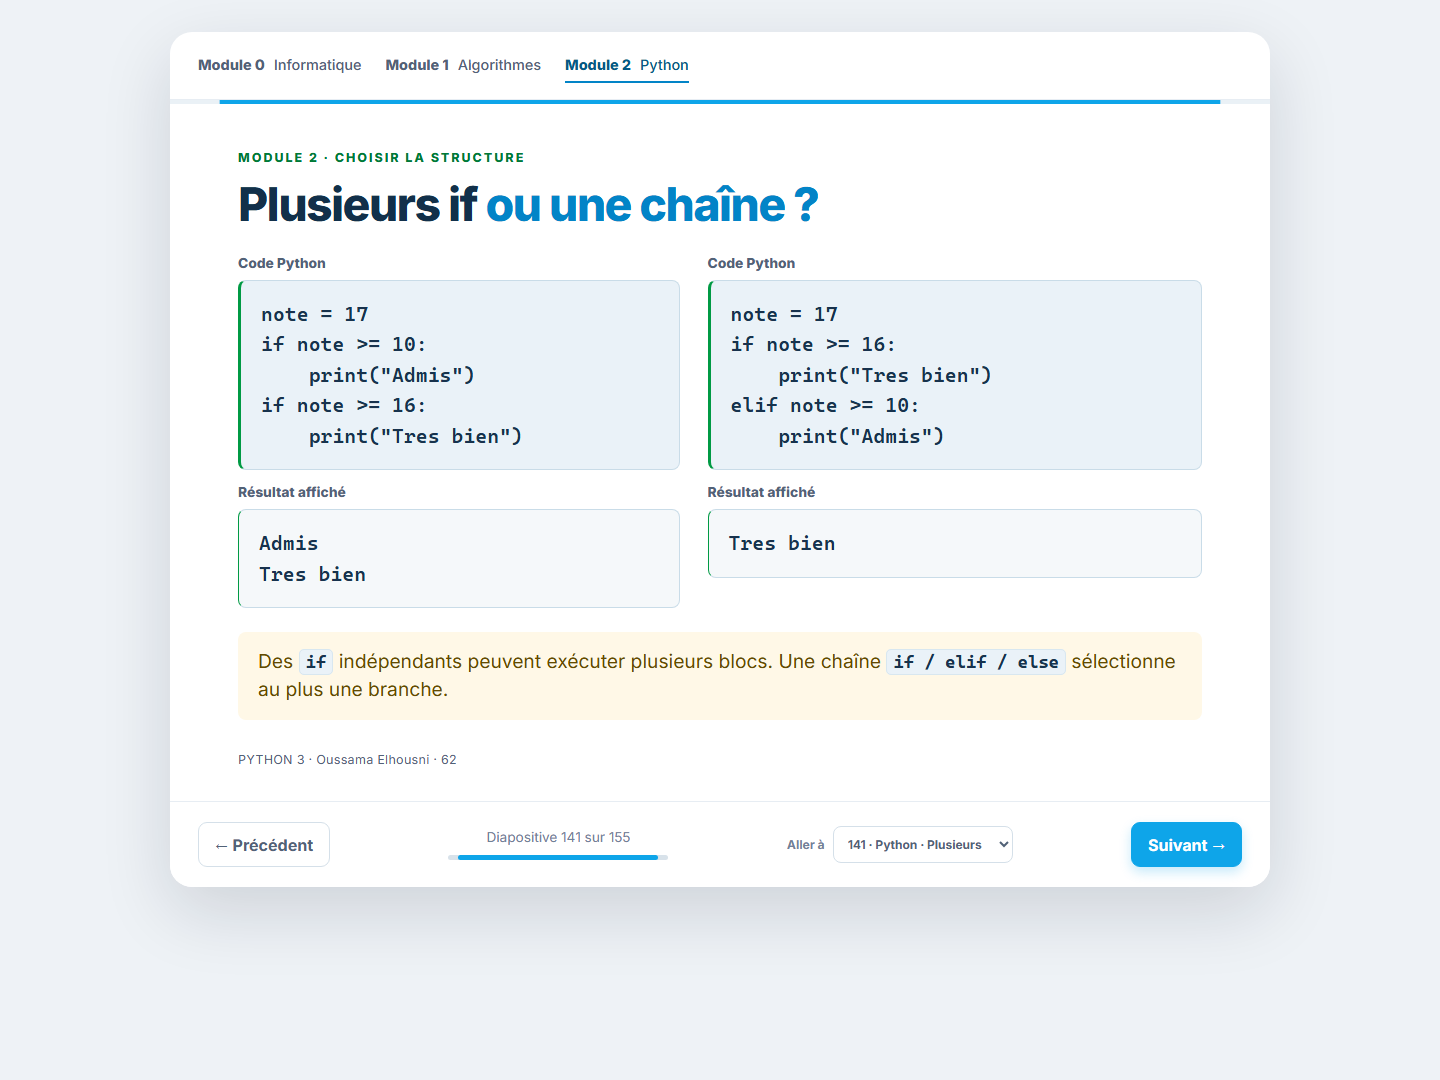 Module 0 Informatique Module 1 Algorithmes Module 2 Python
MODULE 2 · CHOISIR LA STRUCTURE
Plusieurs if ou une chaîne ?
Code Python
note = 17
if note >= 10:
    print("Admis")
if note >= 16:
    print("Tres bien")
Résultat affiché
Admis
Tres bien
Code Python
note = 17
if note >= 16:
    print("Tres bien")
elif note >= 10:
    print("Admis")
Résultat affiché
Tres bien
Des if indépendants peuvent exécuter plusieurs blocs. Une chaîne if / elif / else sélectionne
au plus une branche.
PYTHON 3 · Oussama Elhousni · 62
← Précédent
Diapositive 141 sur 155
Aller à 141 · Python · Plusieurs
Suivant →